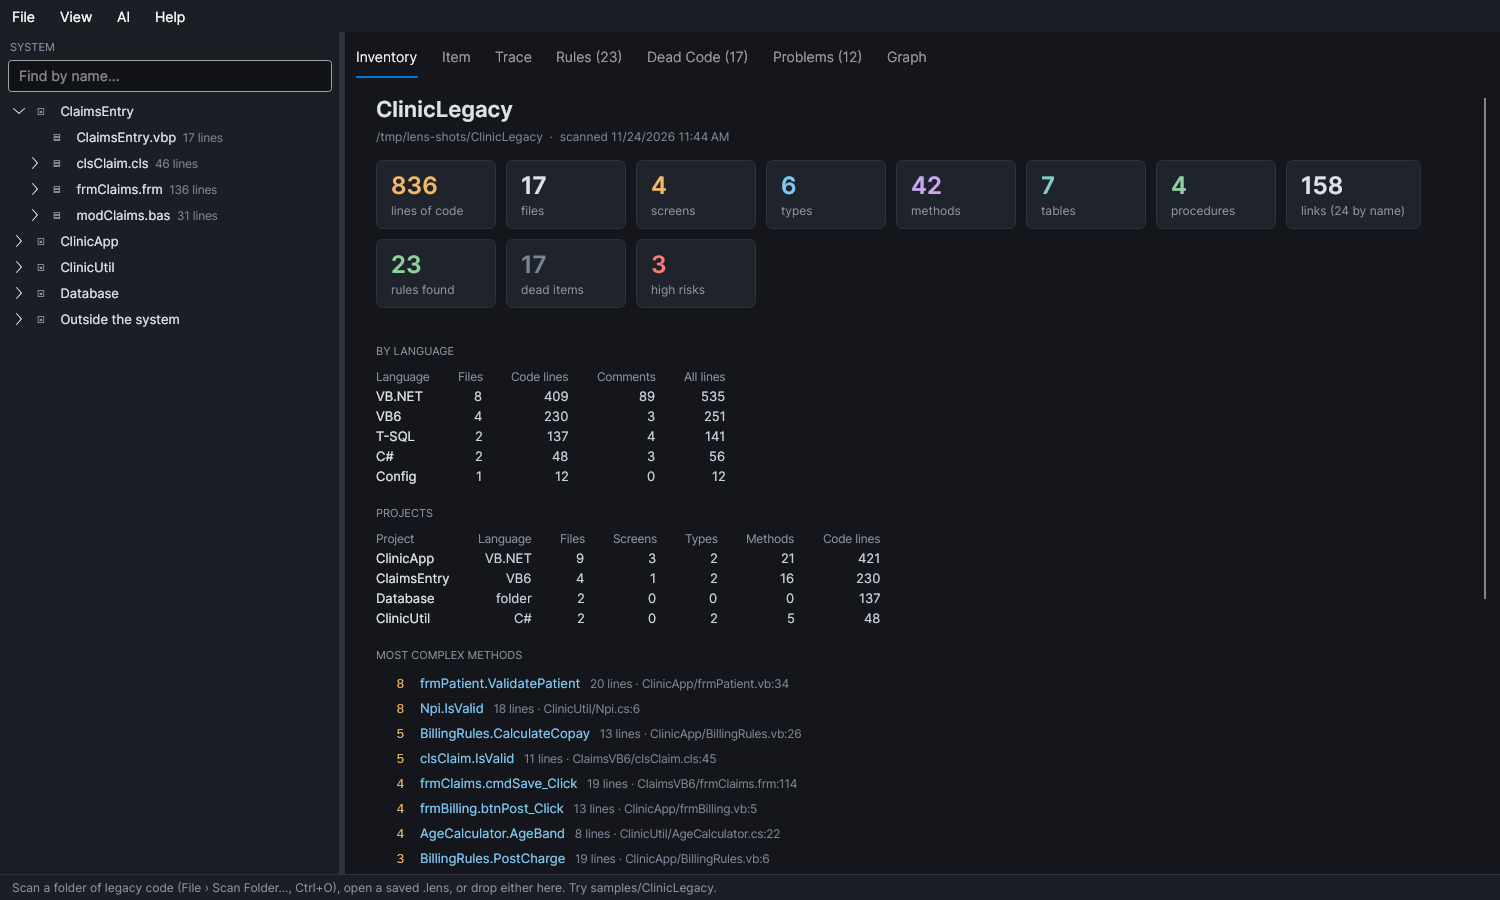 File View AI Help
SYSTEM
Find by name...
ClaimsEntry
ClaimsEntry.vbp 17 lines
clsClaim.cls 46 lines
frmClaims.frm 136 lines
modClaims.bas 31 lines
ClinicApp
ClinicUtil
Database
Outside the system
Inventory Item Trace Rules (23) Dead Code (17) Problems (12) Graph
ClinicLegacy
/tmp/lens-shots/ClinicLegacy · scanned 11/24/2026 11:44 AM
836 17 4 6 42 7 4 158
lines of code files screens types methods tables procedures links (24 by name)
23 17 3
rules found dead items high risks
BY LANGUAGE
Language Files Code lines Comments All lines
VB.NET 8 409 89 535
VB6 4 230 3 251
T-SQL 2 137 4 141
C# 2 48 3 56
Config 1 12 0 12
PROJECTS
Project Language Files Screens Types Methods Code lines
ClinicApp VB.NET 9 3 2 21 421
ClaimsEntry VB6 4 1 2 16 230
Database folder 2 0 0 0 137
ClinicUtil C# 2 0 2 5 48
MOST COMPLEX METHODS
8 frmPatient.ValidatePatient 20 lines · ClinicApp/frmPatient.vb:34
8 Npi.IsValid 18 lines · ClinicUtil/Npi.cs:6
5 BillingRules.CalculateCopay 13 lines · ClinicApp/BillingRules.vb:26
5 clsClaim.IsValid 11 lines · ClaimsVB6/clsClaim.cls:45
4 frmClaims.cmdSave_Click 19 lines · ClaimsVB6/frmClaims.frm:114
4 frmBilling.btnPost_Click 13 lines · ClinicApp/frmBilling.vb:5
4 AgeCalculator.AgeBand 8 lines · ClinicUtil/AgeCalculator.cs:22
3 BillingRules.PostCharge 19 lines · ClinicApp/BillingRules.vb:6
Scan a folder of legacy code (File › Scan Folder..., Ctrl+O), open a saved .lens, or drop either here. Try samples/ClinicLegacy.